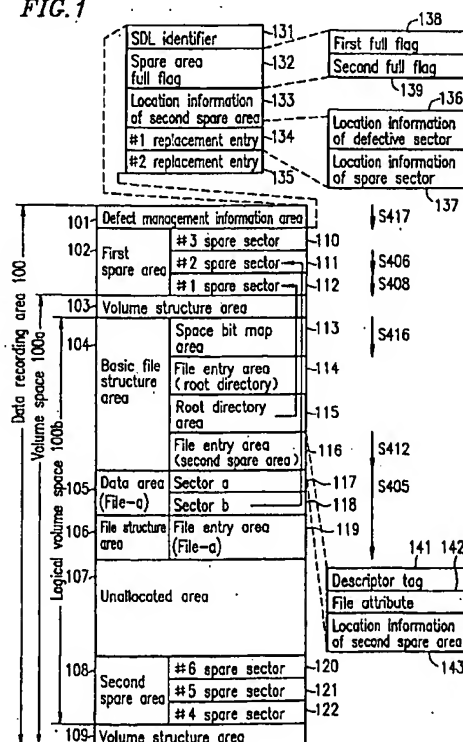 FIG. 1
SDL identifier
131
Spare area
full flag
132
Location information
of second spare area
133
#1 replacement entry
134
#2 replacement entry
135
138
First full flag
Second full flag
139
136
Location information
of defective sector
Location information
of spare sector
137
Data recording area 100
Volume space 100a
Logical volume space 100b
101
Defect management information area
S417
102
First
spare area
#3 spare sector
110
#2 spare sector
111
S406
#1 spare sector
112
S408
103
Volume structure area
104
Basic file
structure
area
Space bit map
area
113
S416
File entry area
(root directory)
114
Root directory
area
115
File entry area
(second spare area)
116
S412
105
Data area
(File-a)
Sector a
117
S405
Sector b
118
106
File structure
area
File entry area
(File-a)
119
107
Unallocated area
141
142
Descriptor tag
File attribute
Location information
of second spare area
143
108
Second
spare area
#6 spare sector
120
#5 spare sector
121
#4 spare sector
122
109
Volume structure area